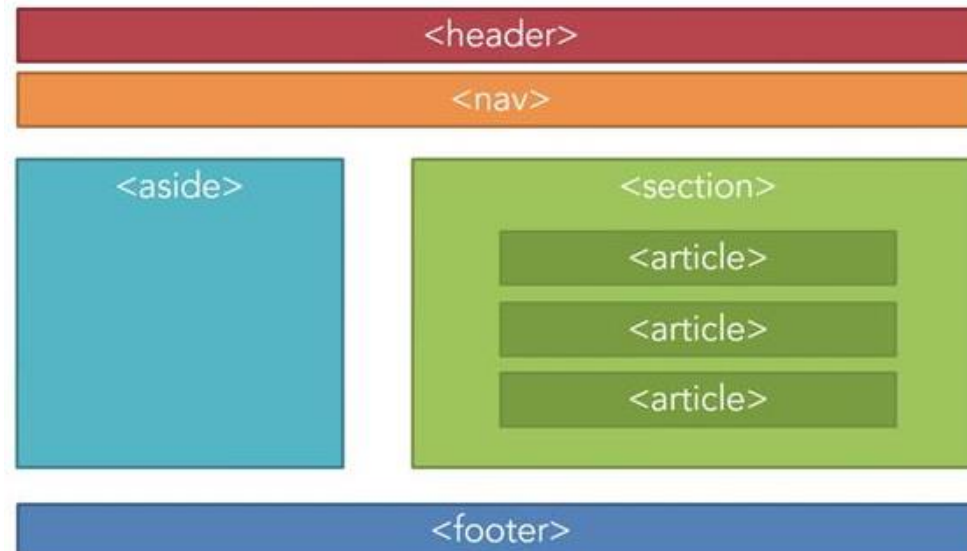 <header>
<nav>
<aside>
<section>
<article>
<article>
<article>
<footer>